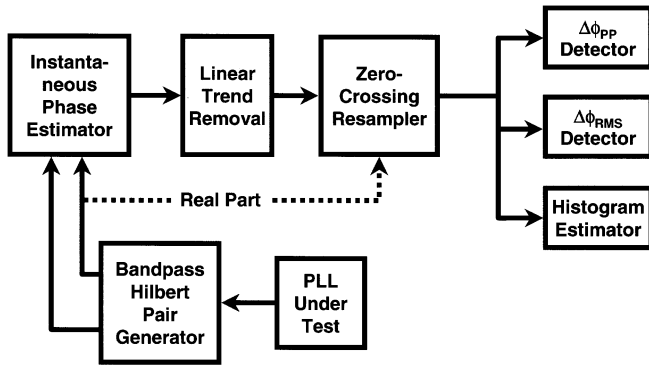 Instanta-
neous
Phase
Estimator
Linear
Trend
Removal
Zero-
Crossing
Resampler
ΔϕPP
Detector
ΔϕRMS
Detector
Histogram
Estimator
Real Part
Bandpass
Hilbert
Pair
Generator
PLL
Under
Test